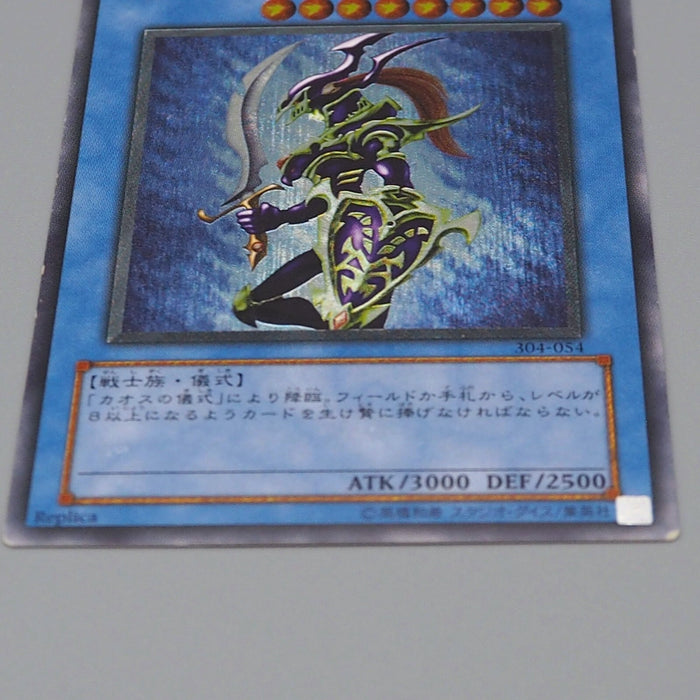 304-054
【戦士族・儀式】
「カオスの儀式」により降臨。フィールドか手札から、レベルが
8以上になるようカードを生け贄に捧げなければならない。
ATK/3000 DEF/2500
Replica
©高橋和希 スタジオ・ダイス/集英社